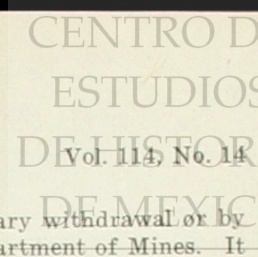 CENTRO D
ESTUDIOS
DE HISTOR
Vol. 114, No. 14
DE MEXIC
ary withdrawal or by
artment of Mines. It